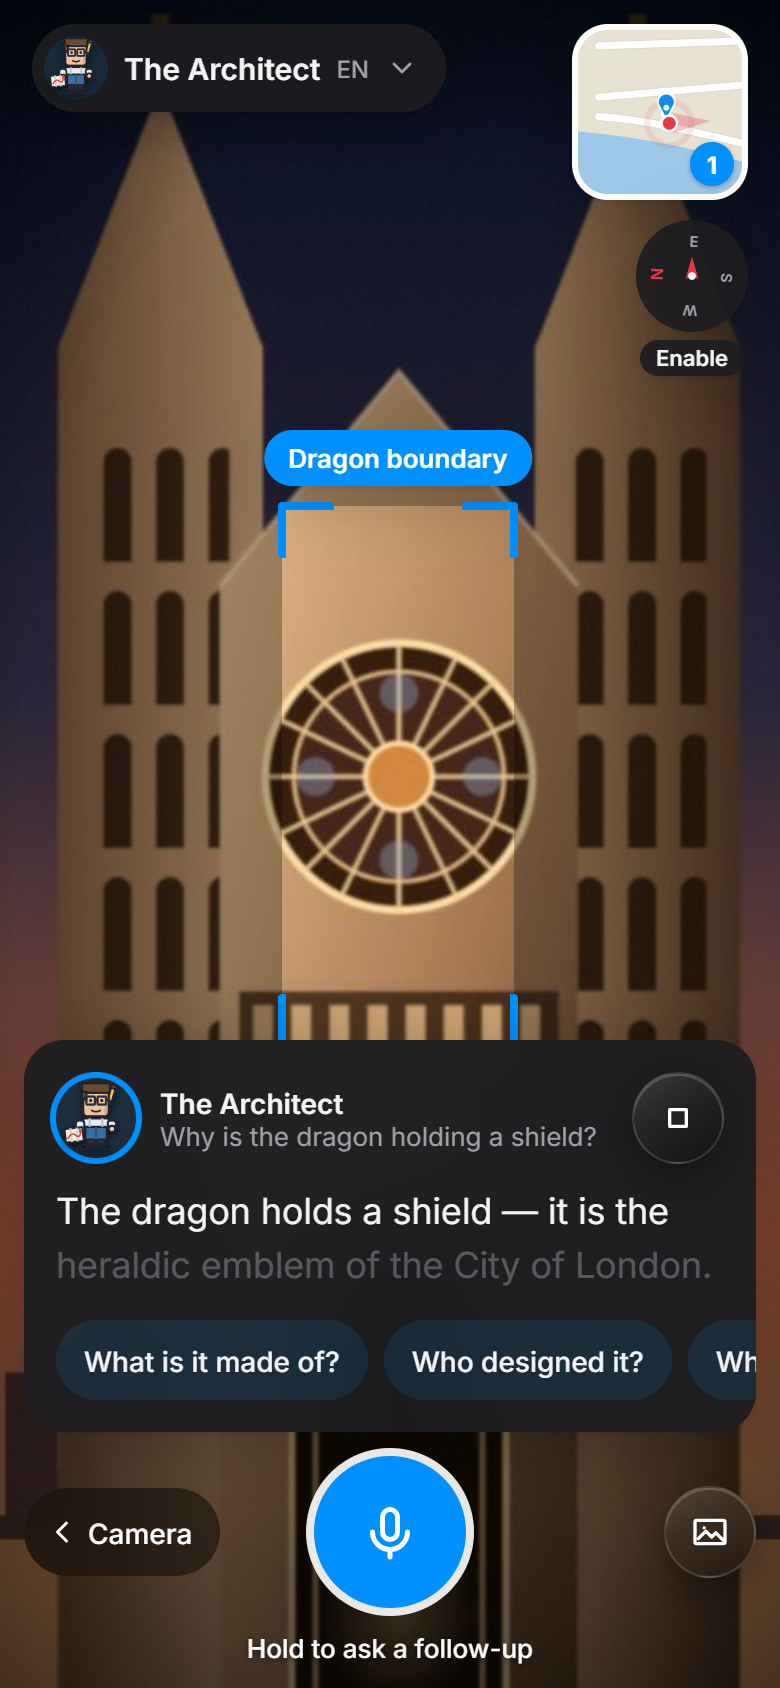 The Architect EN
1
E
N
S
W
Enable
Dragon boundary
The Architect
Why is the dragon holding a shield?
The dragon holds a shield — it is the
heraldic emblem of the City of London.
What is it made of?
Who designed it?
Wh
Camera
Hold to ask a follow-up